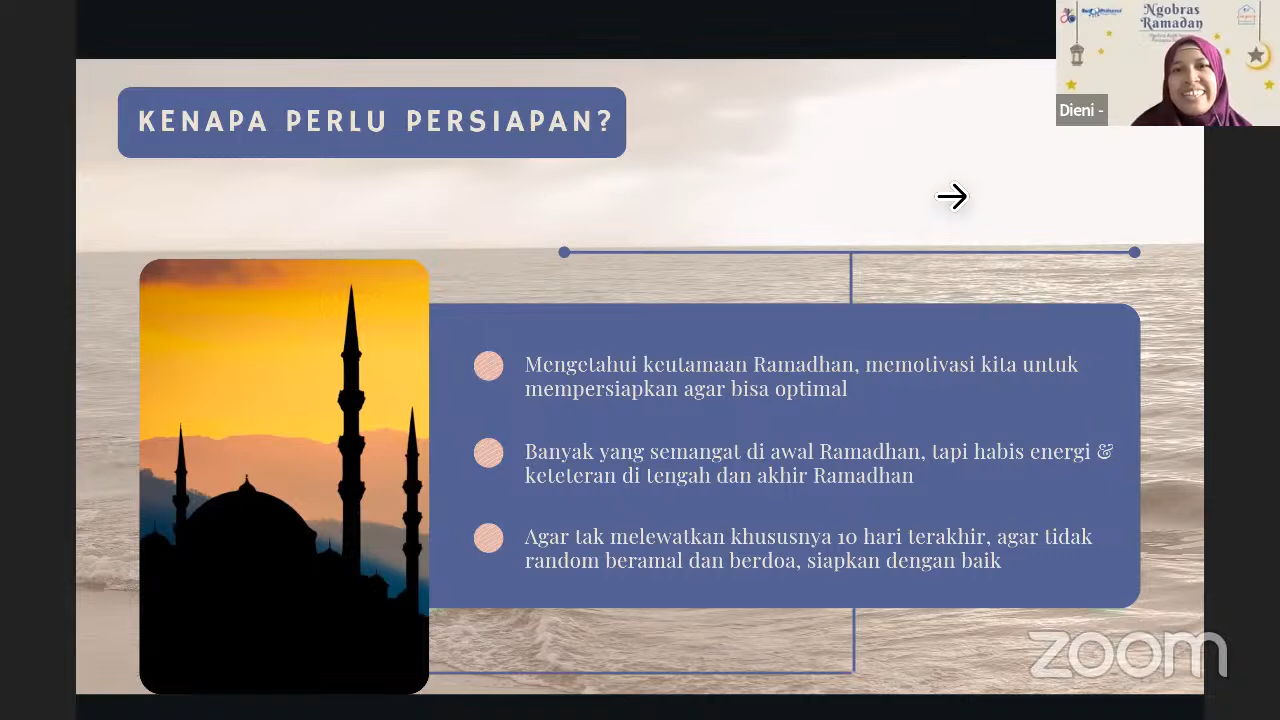 Ngobras
Ramadan
Dieni -
KENAPA PERLU PERSIAPAN?
Mengetahui keutamaan Ramadhan, memotivasi kita untuk
mempersiapkan agar bisa optimal
Banyak yang semangat di awal Ramadhan, tapi habis energi &
keteteran di tengah dan akhir Ramadhan
Agar tak melewatkan khususnya 10 hari terakhir, agar tidak
random beramal dan berdoa, siapkan dengan baik
zoom